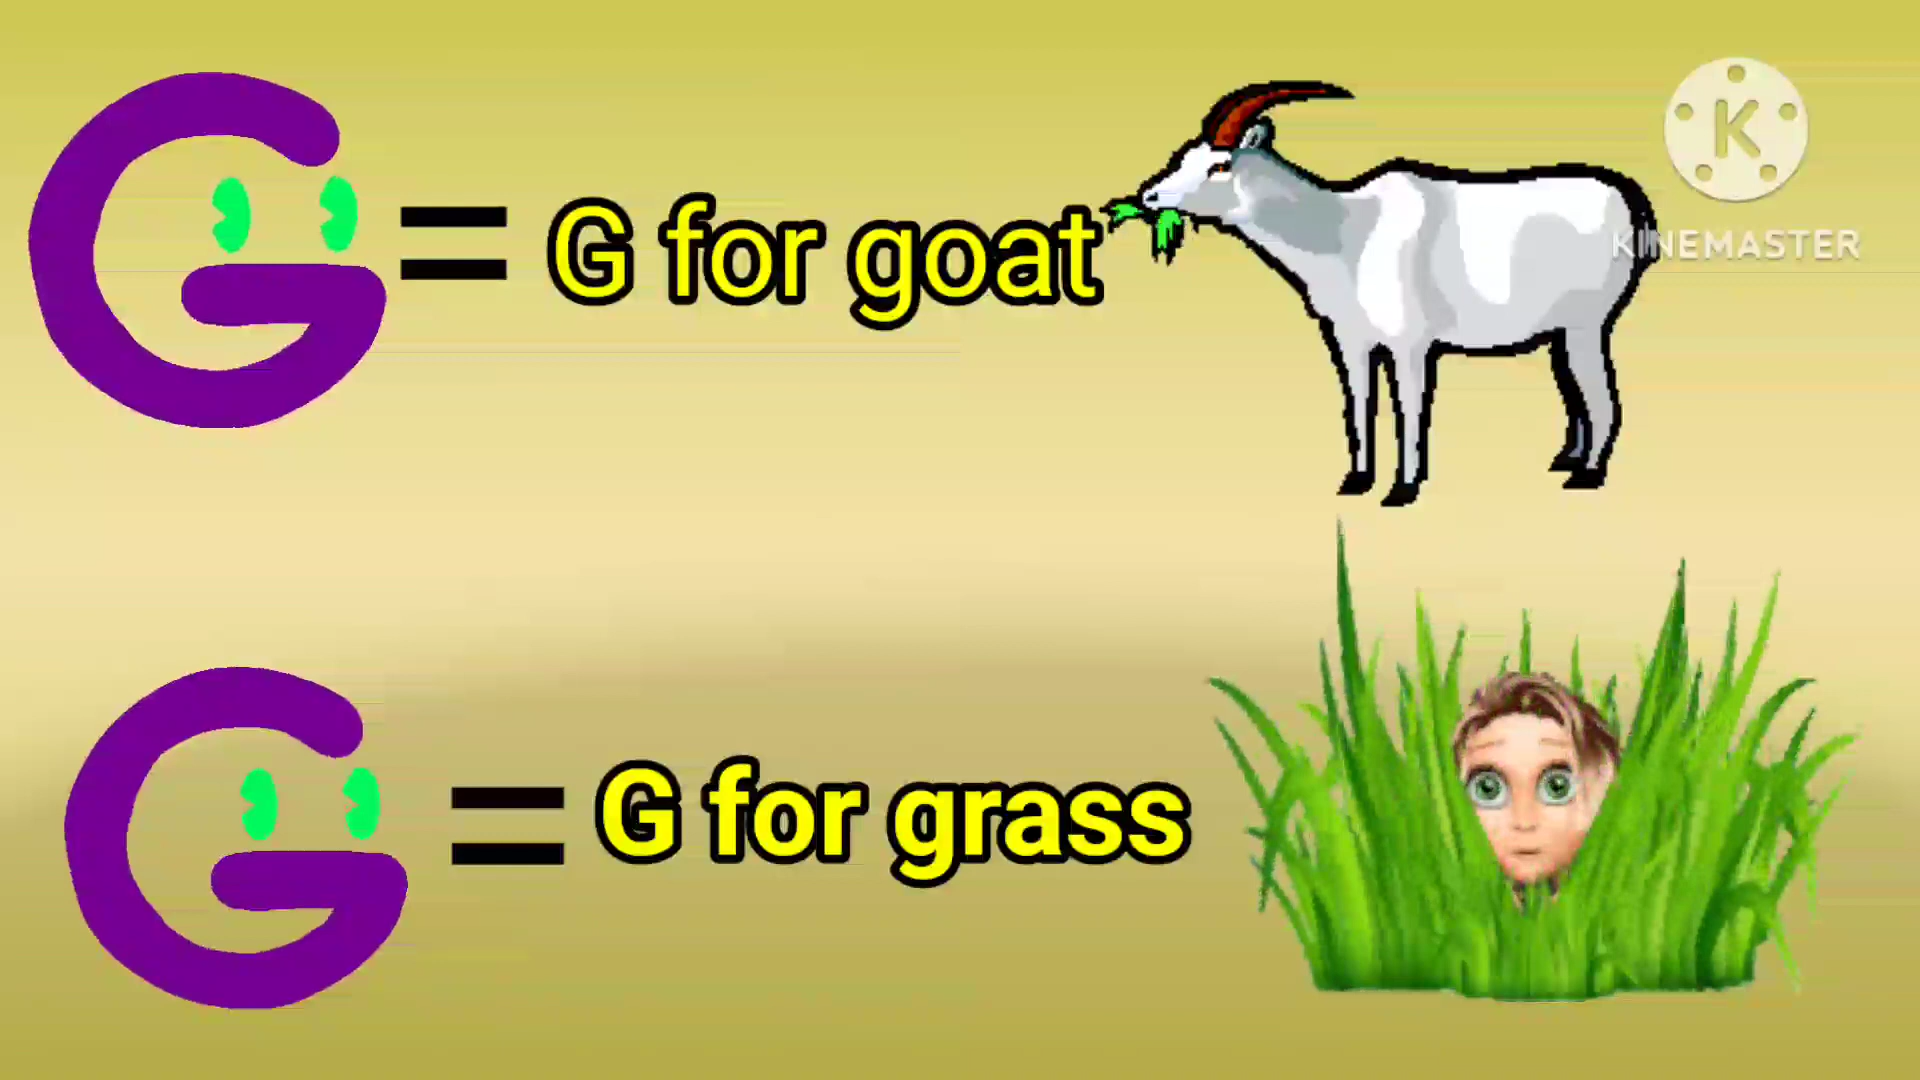 G = G for goat
K
KINEMASTER
G = G for grass